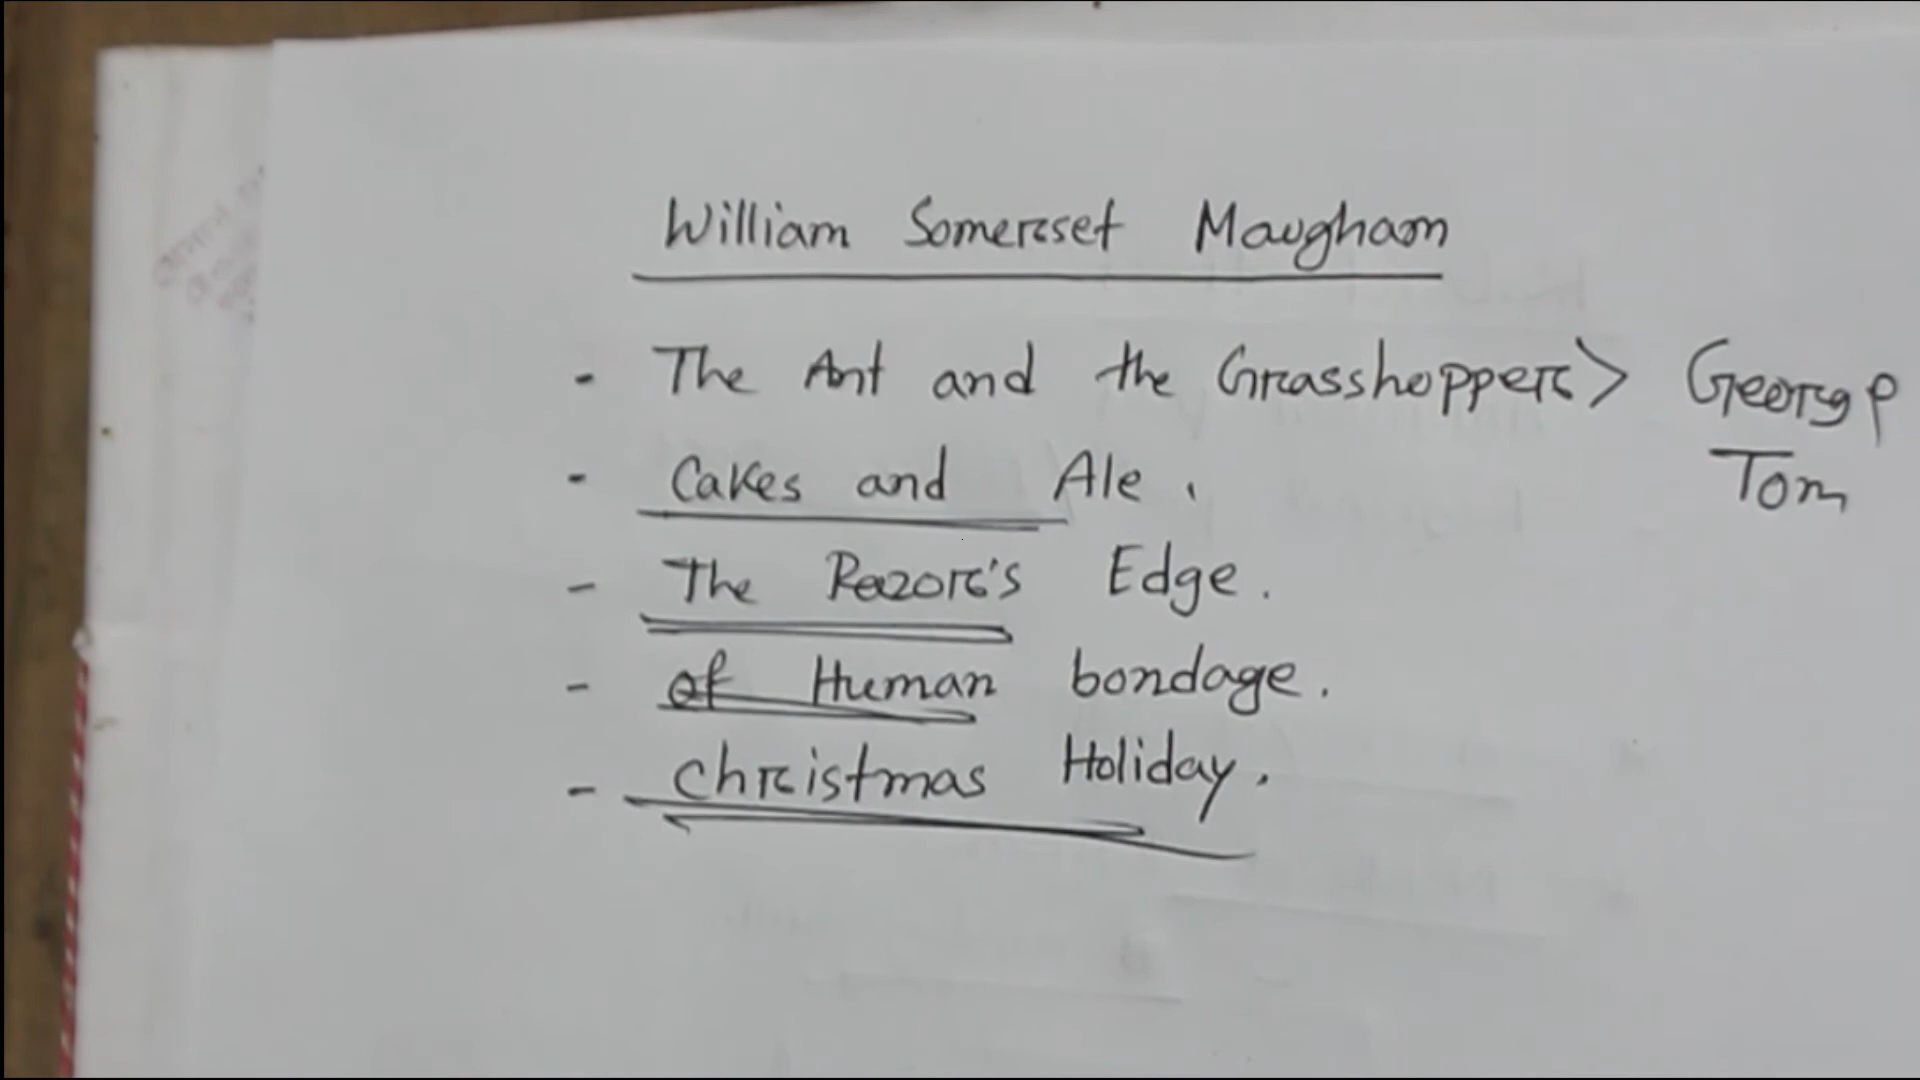 William Somerset Maugham
- The Ant and the Grasshopper > George
Tom
- Cakes and Ale.
- The Razor's Edge.
- of Human bondage.
- Christmas Holiday.